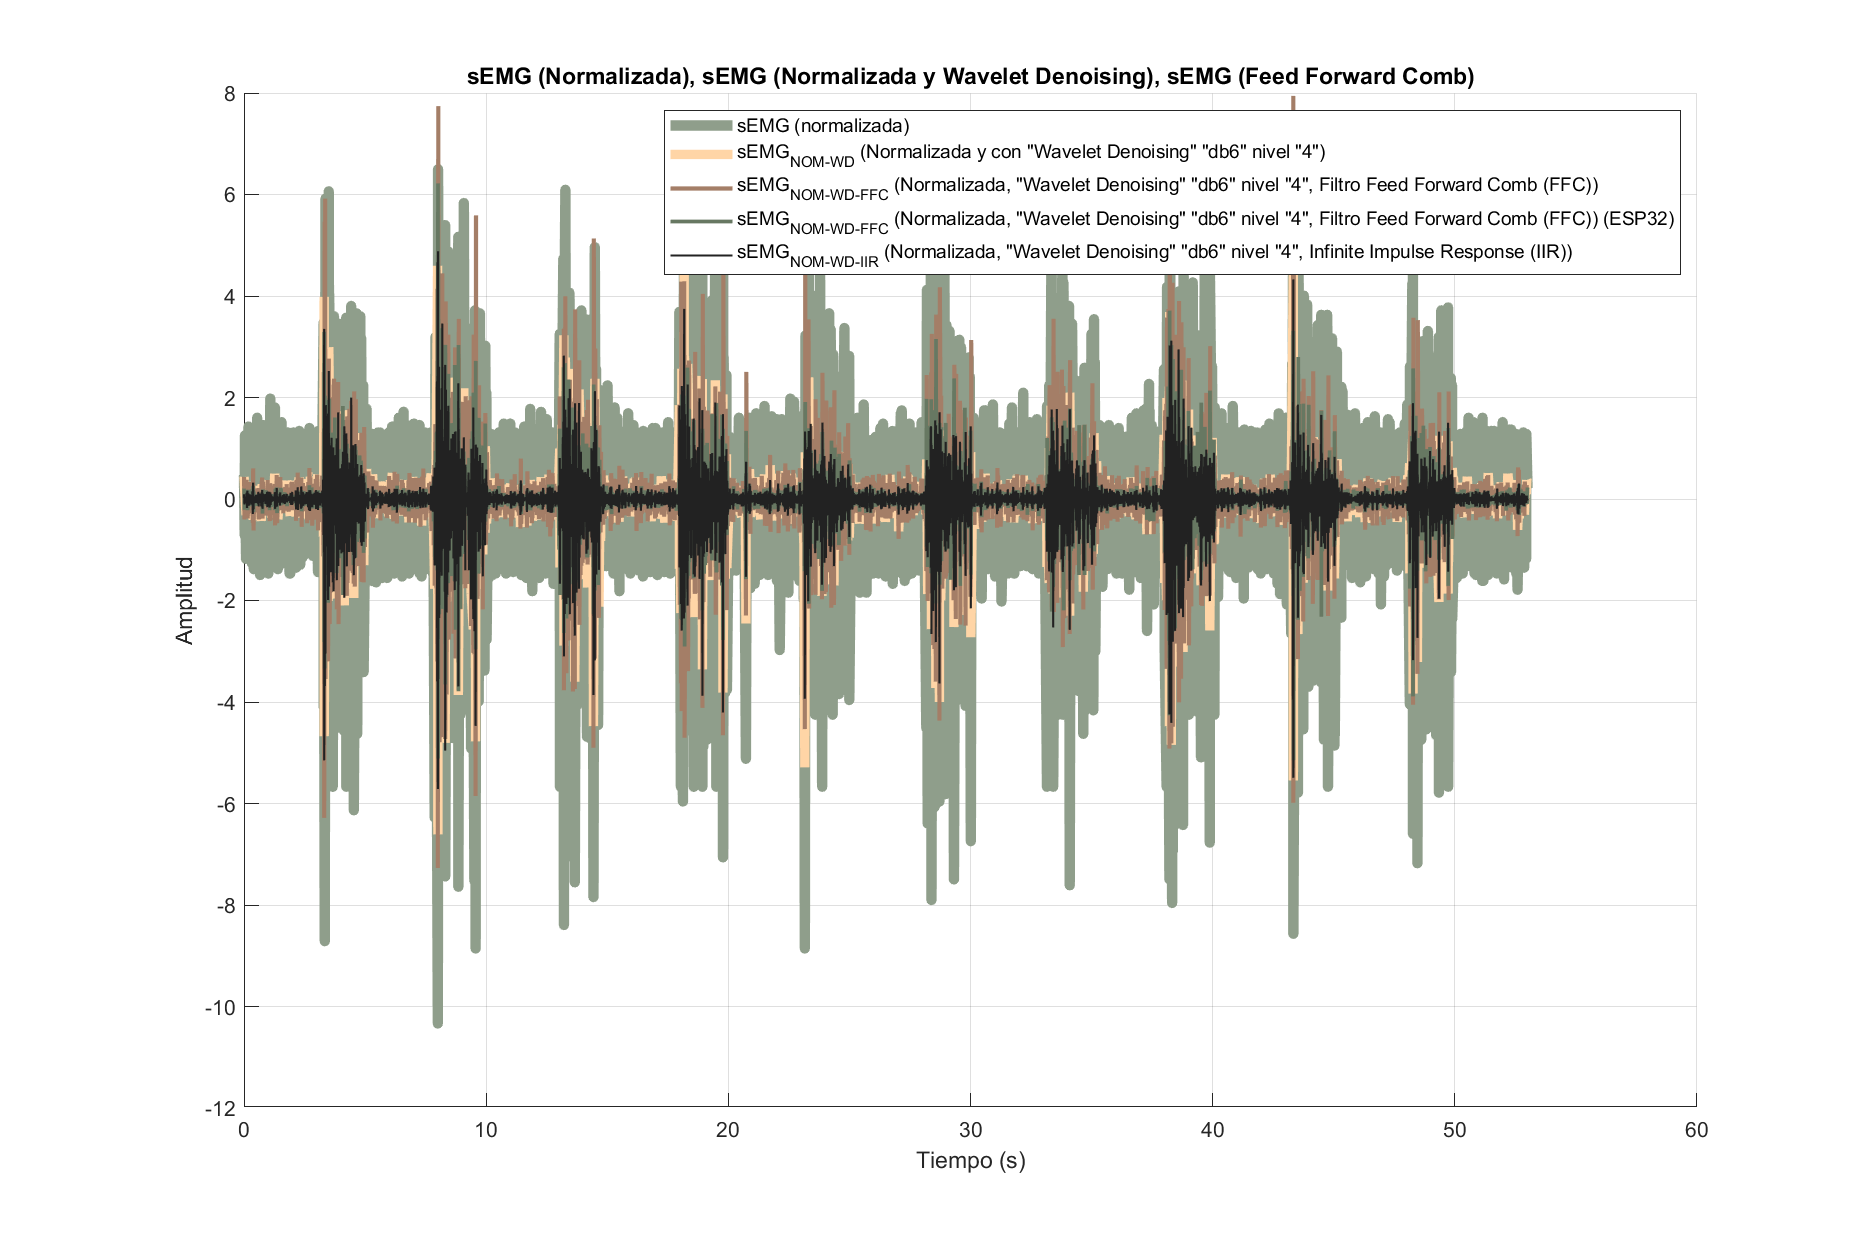 sEMG (Normalizada), sEMG (Normalizada y Wavelet Denoising), sEMG (Feed Forward Comb)
sEMG (normalizada)
sEMG_NOM-WD (Normalizada y con "Wavelet Denoising" "db6" nivel "4")
sEMG_NOM-WD-FFC (Normalizada, "Wavelet Denoising" "db6" nivel "4", Filtro Feed Forward Comb (FFC))
sEMG_NOM-WD-FFC (Normalizada, "Wavelet Denoising" "db6" nivel "4", Filtro Feed Forward Comb (FFC)) (ESP32)
sEMG_NOM-WD-IIR (Normalizada, "Wavelet Denoising" "db6" nivel "4", Infinite Impulse Response (IIR))
8
6
4
2
0
-2
-4
-6
-8
-10
-12
Amplitud
0 10 20 30 40 50 60
Tiempo (s)